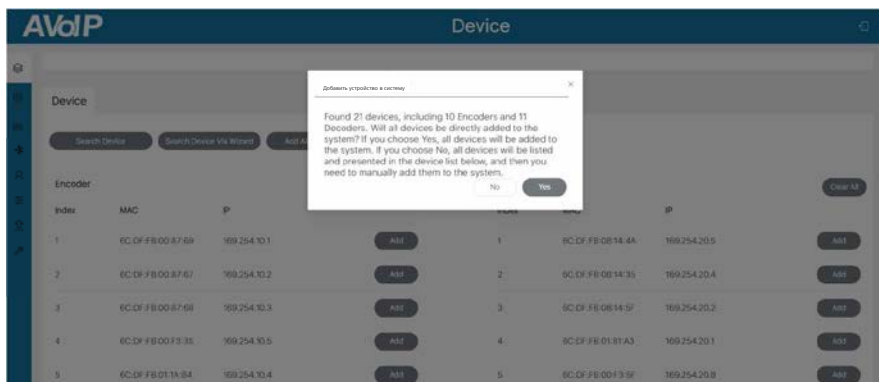 AVoIP
Device
Добавить устройство в систему
×
Device
Found 21 devices, including 10 Encoders and 11
Decoders. Will all devices be directly added to the
system? If you choose Yes, all devices will be added to
the system. If you choose No, all devices will be listed
and presented in the device list below, and then you
need to manually add them to the system.
Search Device Search Device Via Wizard Add Al
No Yes
Encoder Clear All
Index MAC IP Index MAC IP
1 6C:DF:FB:00:87:69 169.254.10.1 Add 1 6C:DF:FB:08:14:4A 169.254.20.5 Add
2 6C:DF:FB:00:87:67 169.254.10.2 Add 2 6C:DF:FB:08:14:35 169.254.20.4 Add
3 6C:DF:FB:00:87:68 169.254.10.3 Add 3 6C:DF:FB:08:14:5F 169.254.20.2 Add
4 6C:DF:FB:00:F3:35 169.254.10.5 Add 4 6C:DF:FB:01:81:A3 169.254.20.1 Add
5 6C:DF:FB:01:1A:B4 169.254.10.4 Add 5 6C:DF:FB:00:F3:5F 169.254.20.8 Add